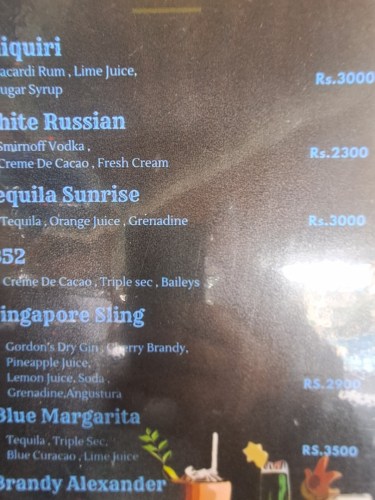 iquiri
acardi Rum , Lime Juice,
ugar Syrup
Rs.3000
hite Russian
Smirnoff Vodka ,
Creme De Cacao , Fresh Cream
Rs.2300
equila Sunrise
Tequila , Orange Juice , Grenadine
Rs.3000
52
Creme De Cacao , Triple sec , Baileys
ingapore Sling
Gordon's Dry Gin , Cherry Brandy,
Pineapple Juice,
Lemon Juice, Soda ,
Grenadine,Angustura
RS.2900
Blue Margarita
Tequila , Triple Sec,
Blue Curacao , Lime Juice
RS.3500
Brandy Alexander